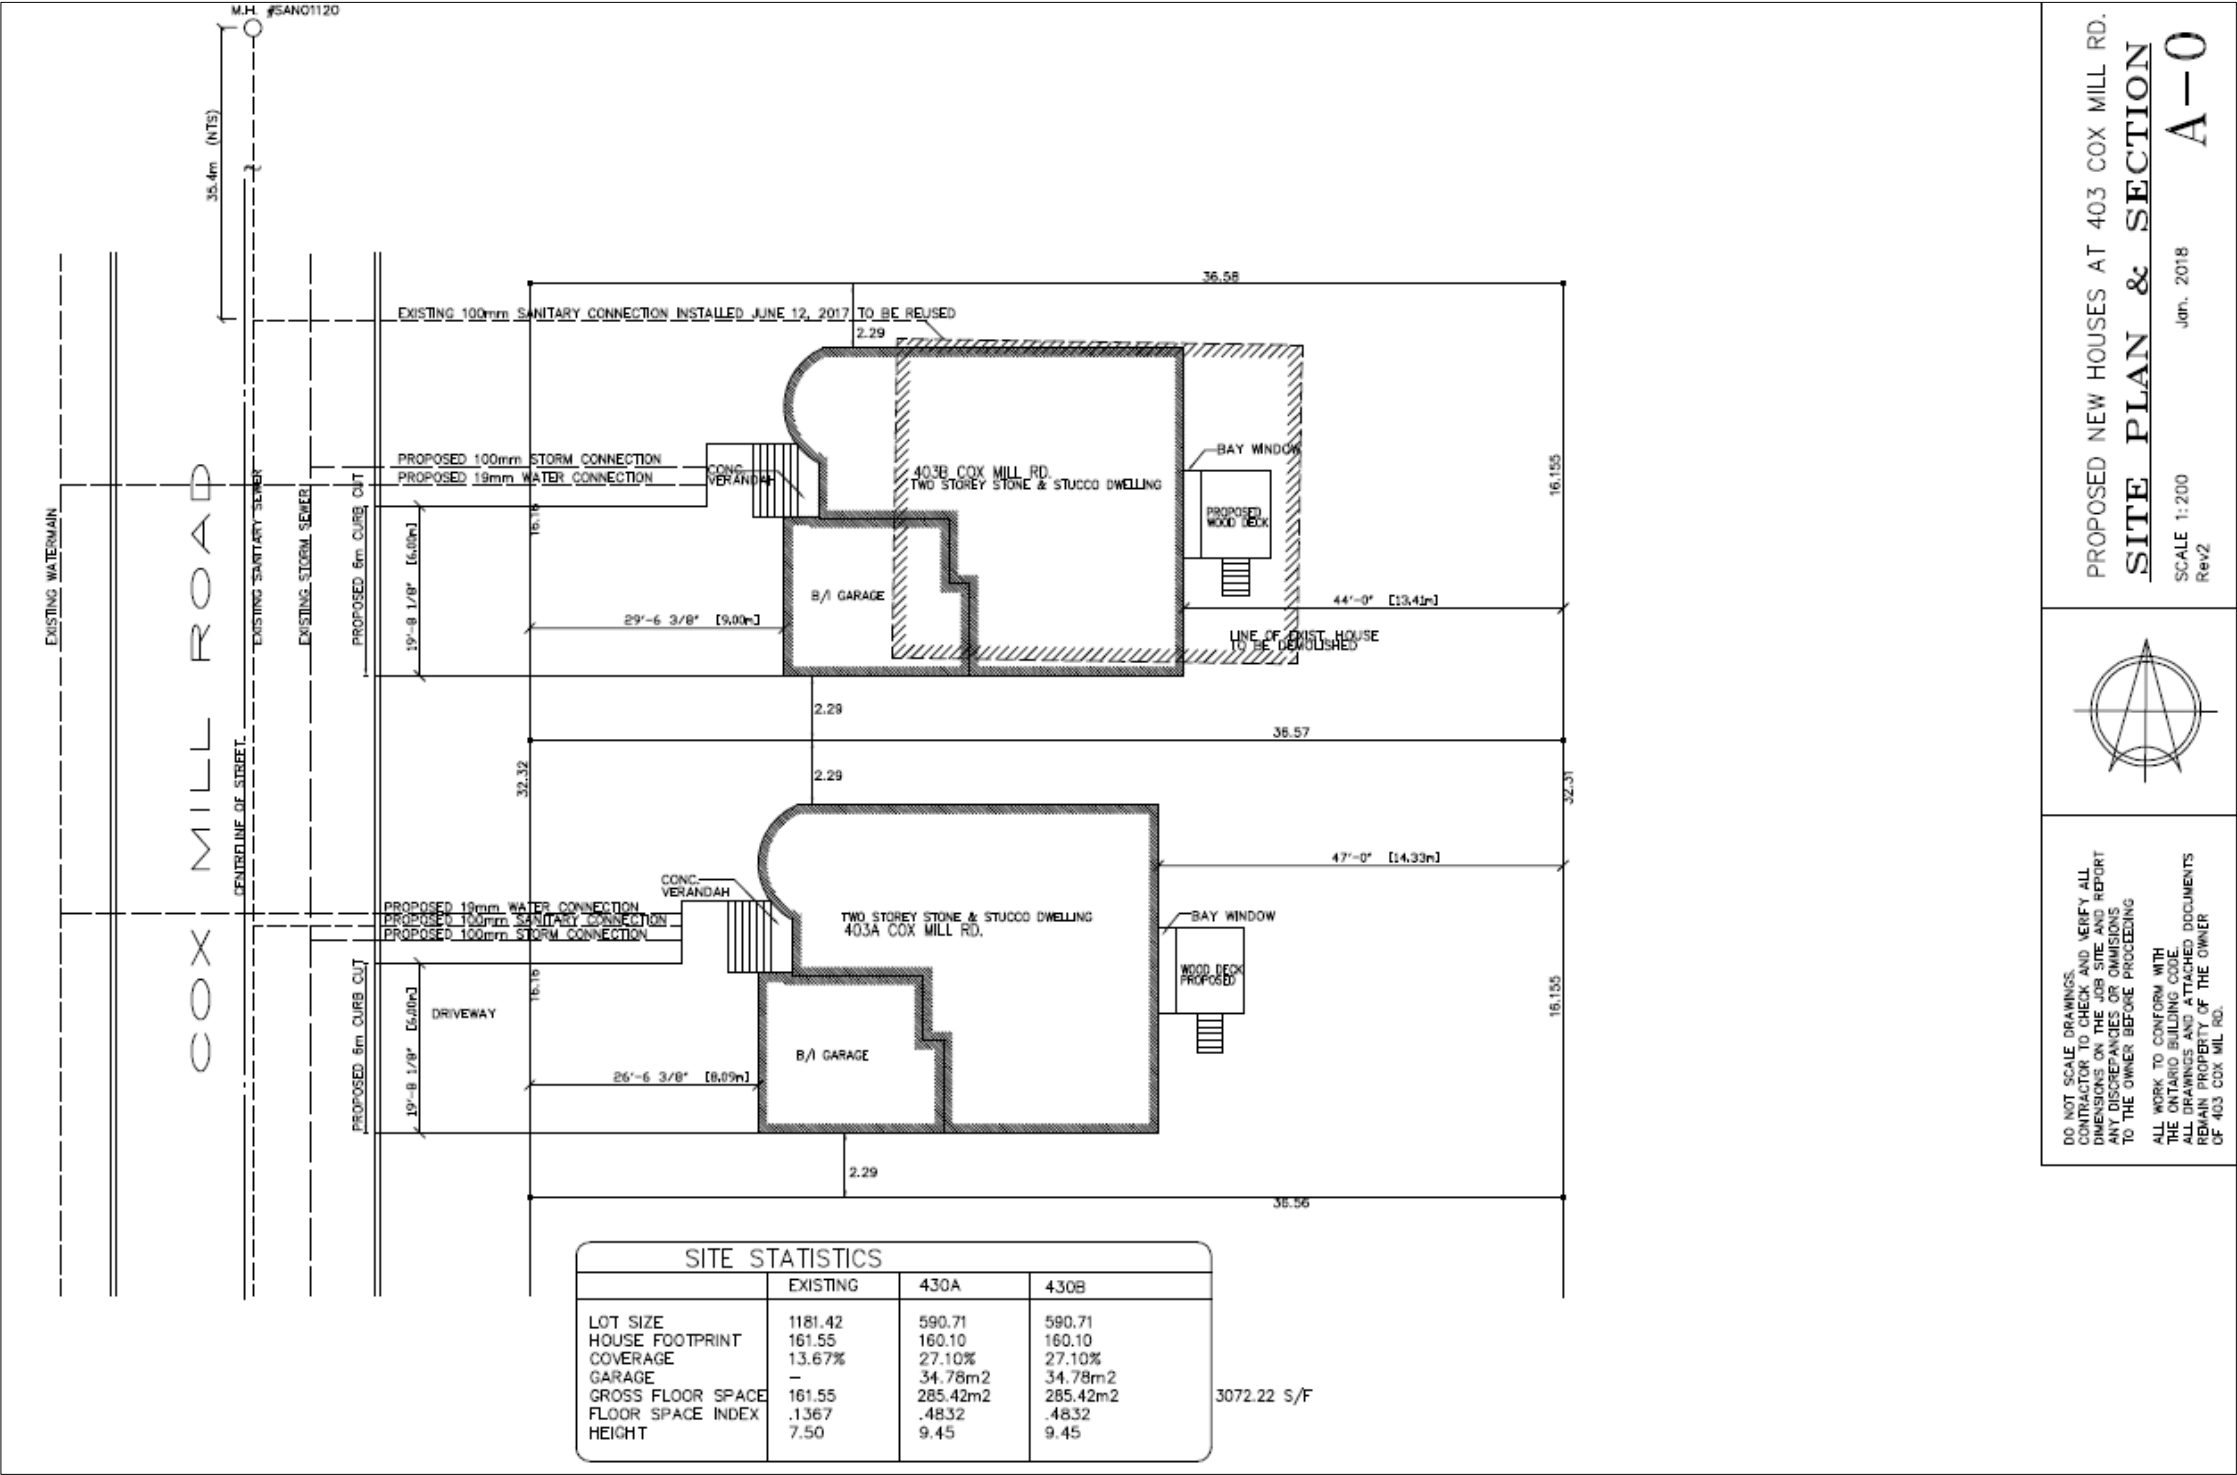 M.H. #SAN01120
35.4m (NTS)
36.58
EXISTING 100mm SANITARY CONNECTION INSTALLED JUNE 12, 2017 TO BE REUSED
2.29
BAY WINDOW
PROPOSED 100mm STORM CONNECTION
PROPOSED 19mm WATER CONNECTION
CONC.
VERANDAH
403B COX MILL RD.
TWO STOREY STONE & STUCCO DWELLING
PROPOSED
WOOD DECK
16.155
16.16
EXISTING WATERMAIN
COX MILL ROAD
EXISTING SANITARY SEWER
EXISTING STORM SEWER
PROPOSED 6m CURB CUT
19'-8 1/8" [6.00m]
B/I GARAGE
29'-6 3/8" [9.00m]
44'-0" [13.41m]
LINE OF EXIST. HOUSE
TO BE DEMOLISHED
2.29
36.57
2.29
32.32
32.31
CENTRELINE OF STREET
47'-0" [14.33m]
CONC.
VERANDAH
PROPOSED 19mm WATER CONNECTION
PROPOSED 100mm SANITARY CONNECTION
PROPOSED 100mm STORM CONNECTION
TWO STOREY STONE & STUCCO DWELLING
403A COX MILL RD.
BAY WINDOW
WOOD DECK
PROPOSED
16.16
16.155
PROPOSED 6m CURB CUT
19'-8 1/8" [6.00m]
DRIVEWAY
B/I GARAGE
26'-6 3/8" [8.09m]
2.29
36.56
SITE STATISTICS
EXISTING 430A 430B
LOT SIZE 1181.42 590.71 590.71
HOUSE FOOTPRINT 161.55 160.10 160.10
COVERAGE 13.67% 27.10% 27.10%
GARAGE - 34.78m2 34.78m2
GROSS FLOOR SPACE 161.55 285.42m2 285.42m2 3072.22 S/F
FLOOR SPACE INDEX .1367 .4832 .4832
HEIGHT 7.50 9.45 9.45
PROPOSED NEW HOUSES AT 403 COX MILL RD.
SITE PLAN & SECTION
SCALE 1:200 Jan. 2018
Rev2
A-0
DO NOT SCALE DRAWINGS.
CONTRACTOR TO CHECK AND VERIFY ALL
DIMENSIONS ON THE JOB SITE AND REPORT
ANY DISCREPANCIES OR OMMISIONS
TO THE OWNER BEFORE PROCEEDING
ALL WORK TO CONFORM WITH
THE ONTARIO BUILDING CODE.
ALL DRAWINGS AND ATTACHED DOCUMENTS
REMAIN PROPERTY OF THE OWNER
OF 403 COX MIL RD.